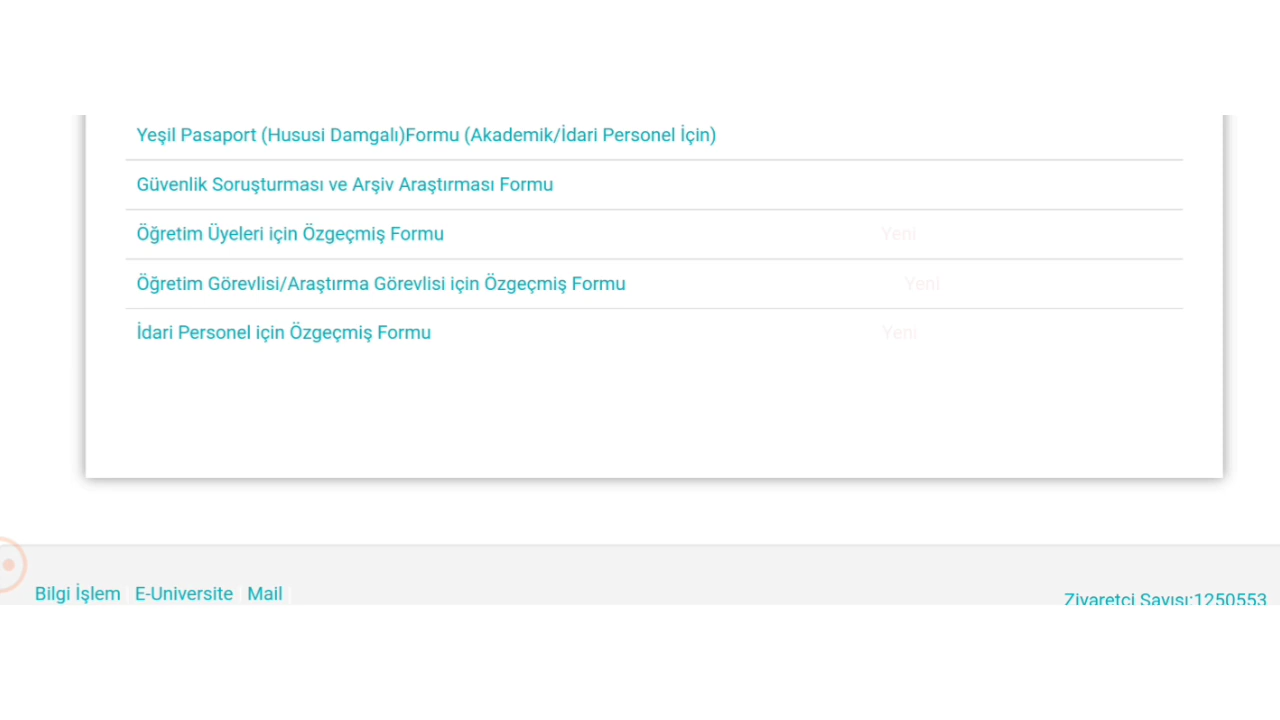 Yeşil Pasaport (Hususi Damgalı)Formu (Akademik/İdari Personel İçin)
Güvenlik Soruşturması ve Arşiv Araştırması Formu
Öğretim Üyeleri için Özgeçmiş Formu Yeni
Öğretim Görevlisi/Araştırma Görevlisi için Özgeçmiş Formu Yeni
İdari Personel için Özgeçmiş Formu Yeni
Bilgi İşlem E-Universite Mail
Ziyaretçi Sayısı:1250553